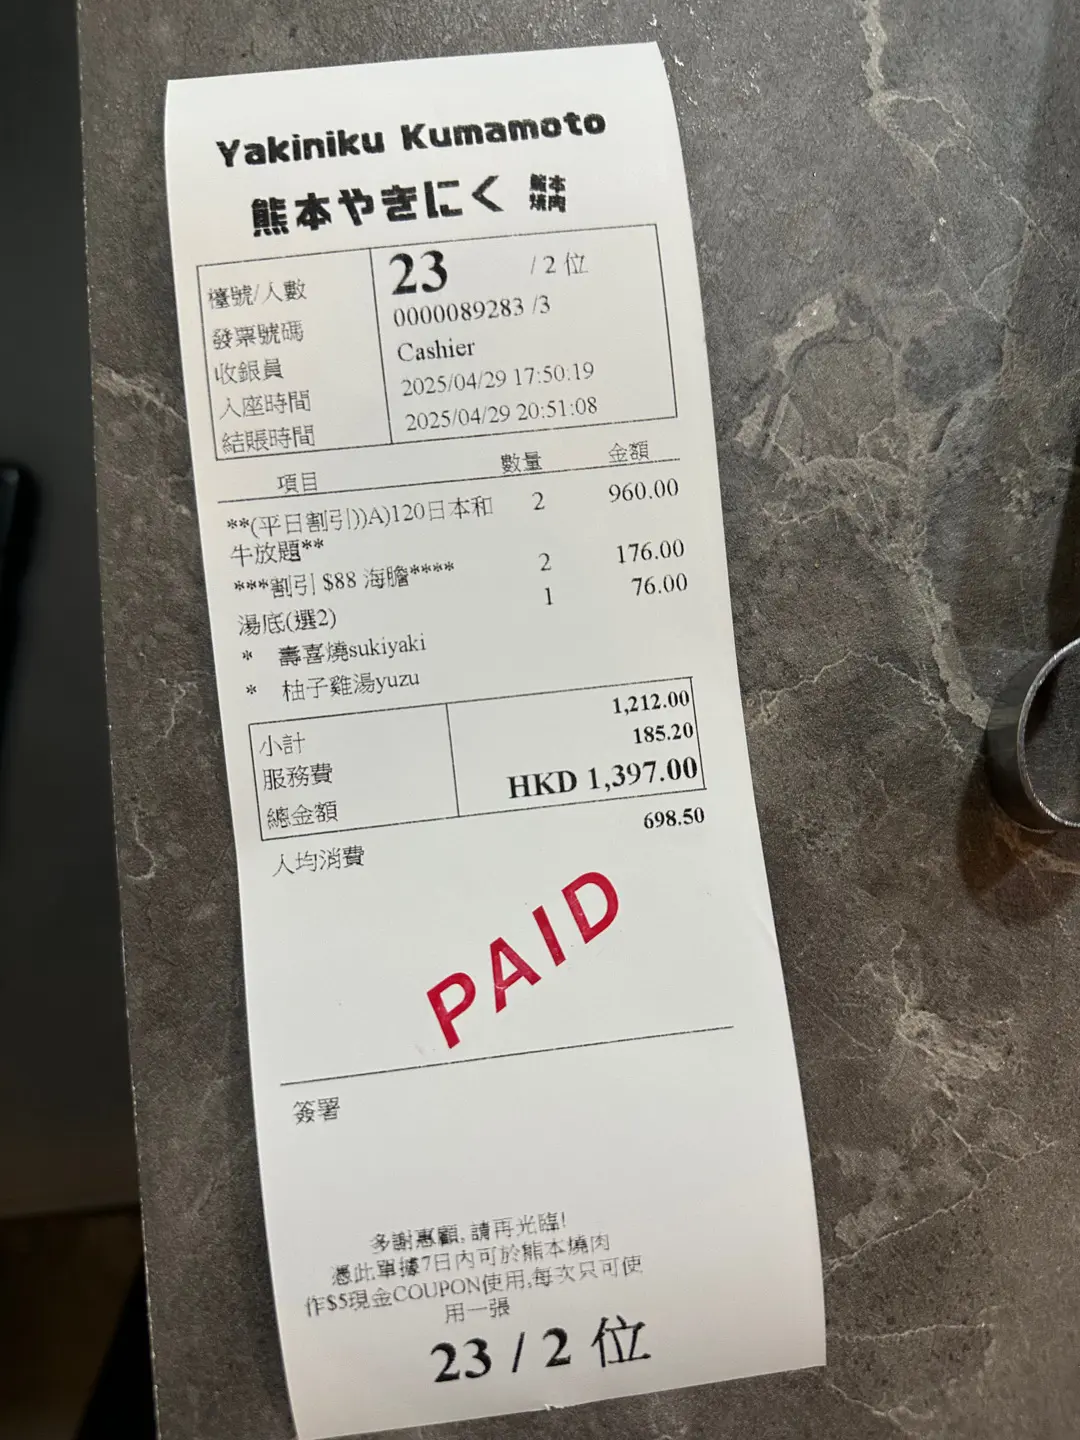 Yakiniku Kumamoto
熊本やきにく 熊本焼肉
檯號/人數 23 / 2 位
發票號碼 0000089283 /3
收銀員 Cashier
入座時間 2025/04/29 17:50:19
結賬時間 2025/04/29 20:51:08
項目 數量 金額
**(平日割引))A)120日本和 2 960.00
牛放題**
***割引 $88 海膽**** 2 176.00
湯底(選2) 1 76.00
* 壽喜燒sukiyaki
* 柚子雞湯yuzu
小計 1,212.00
服務費 185.20
總金額 HKD 1,397.00
人均消費 698.50
PAID
簽署
多謝惠顧, 請再光臨!
憑此單據7日內可於熊本燒肉
作$5現金COUPON使用,每次只可使
用一張
23 / 2 位